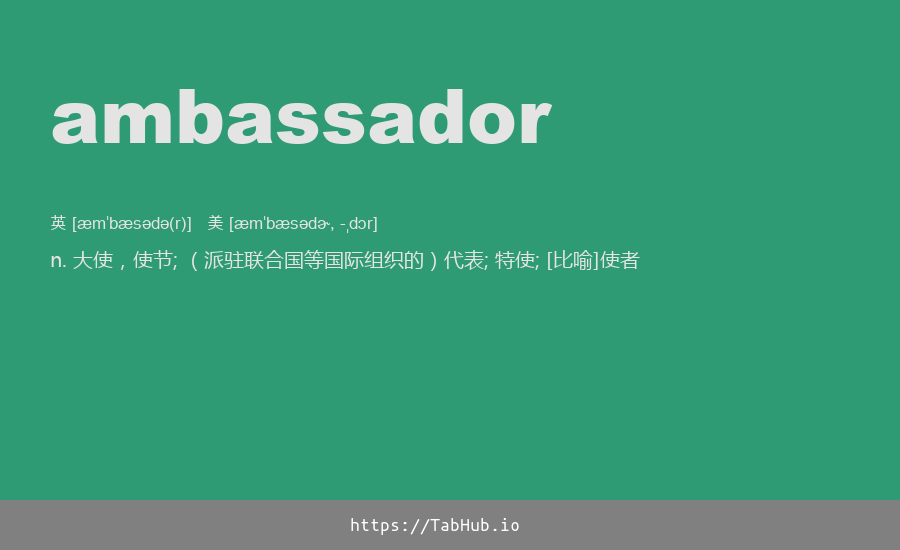 ambassador
英 [æmˈbæsədə(r)] 美 [æmˈbæsədɚ, -ˌdɔr]
n. 大使，使节; （派驻联合国等国际组织的）代表; 特使; [比喻]使者
https://TabHub.io